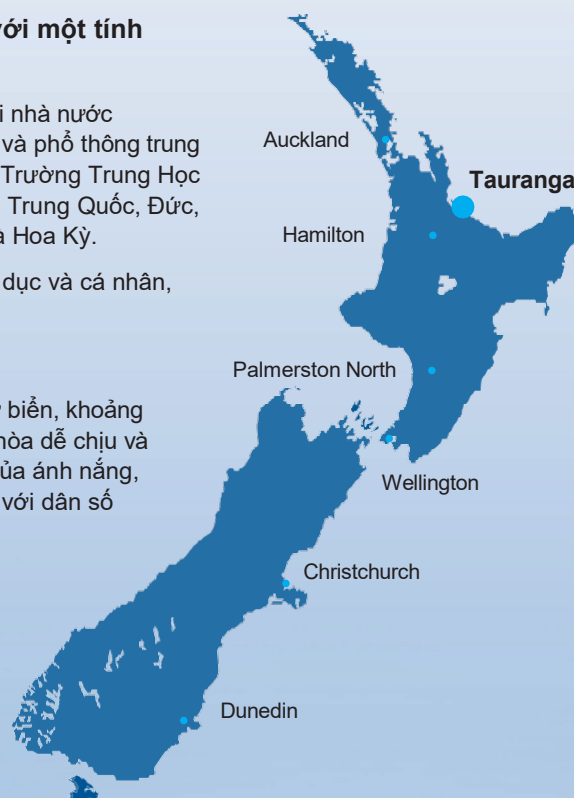 với một tính
i nhà nước
và phổ thông trung
Trường Trung Học
Trung Quốc, Đức,
à Hoa Kỳ.
dục và cá nhân,
biển, khoảng
hòa dễ chịu và
của ánh nắng,
với dân số
Auckland
Tauranga
Hamilton
Palmerston North
Wellington
Christchurch
Dunedin